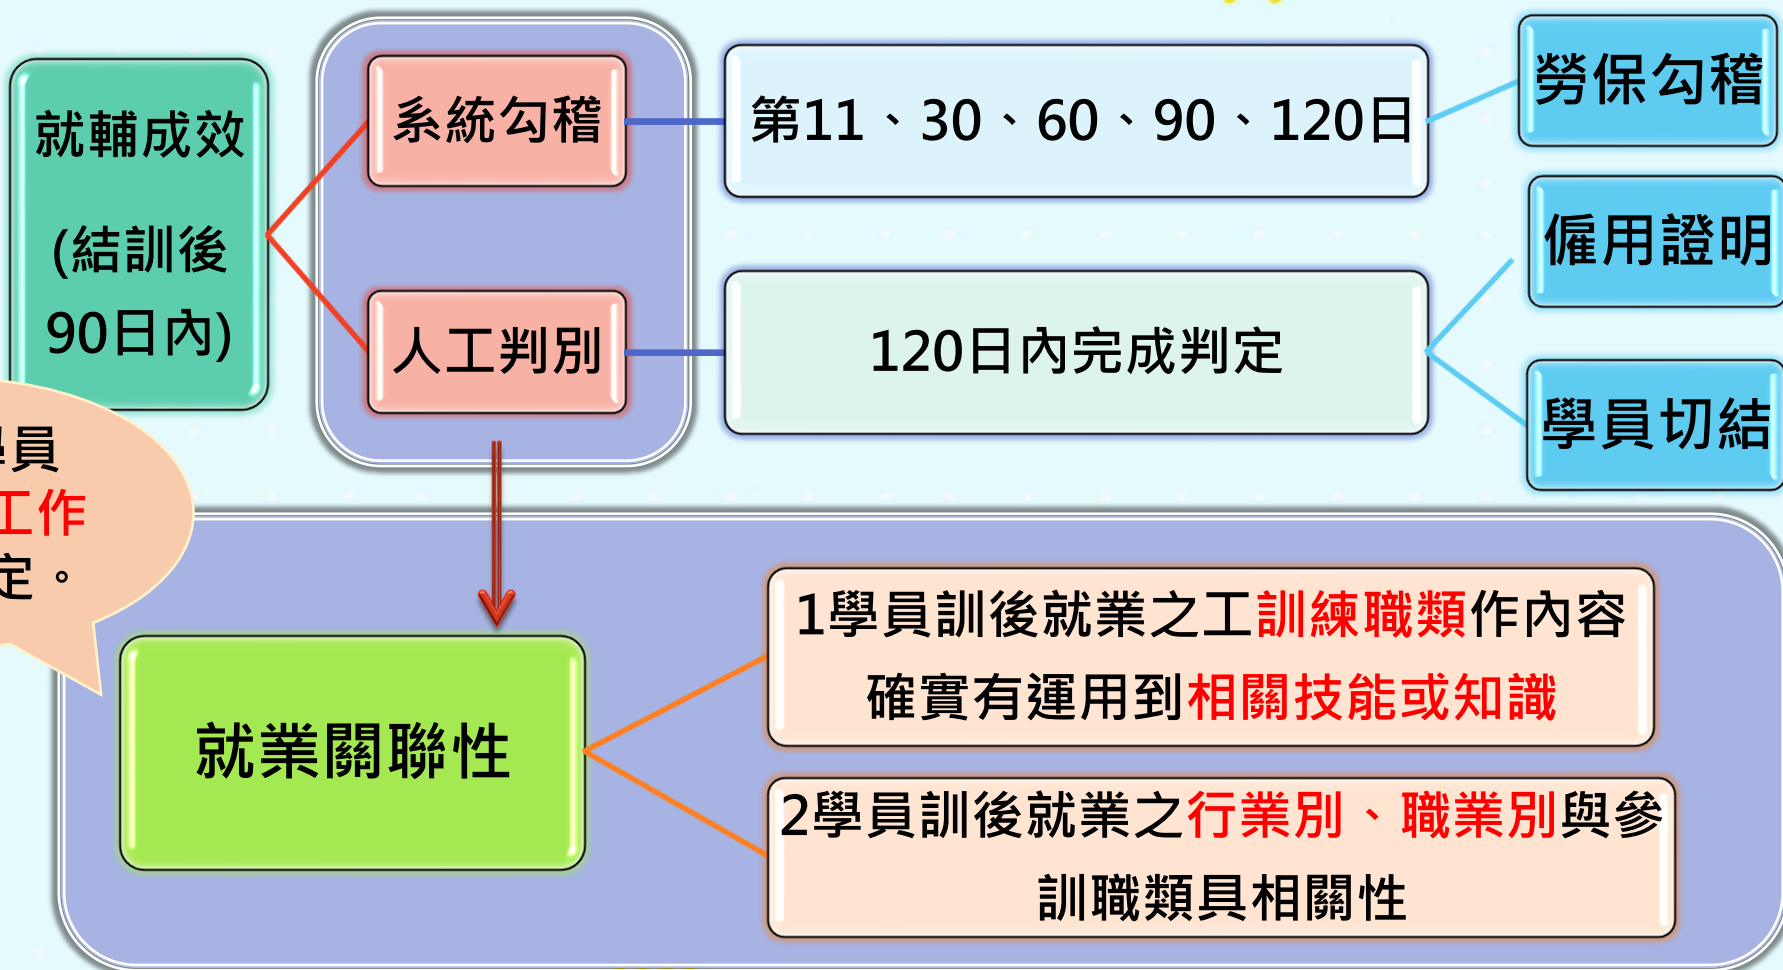 就輔成效
(結訓後
90日內)
系統勾稽
第11、30、60、90、120日
勞保勾稽
人工判別
120日內完成判定
僱用證明
學員切結
學員
工作
定。
就業關聯性
1學員訓後就業之工訓練職類作內容
確實有運用到相關技能或知識
2學員訓後就業之行業別、職業別與參
訓職類具相關性